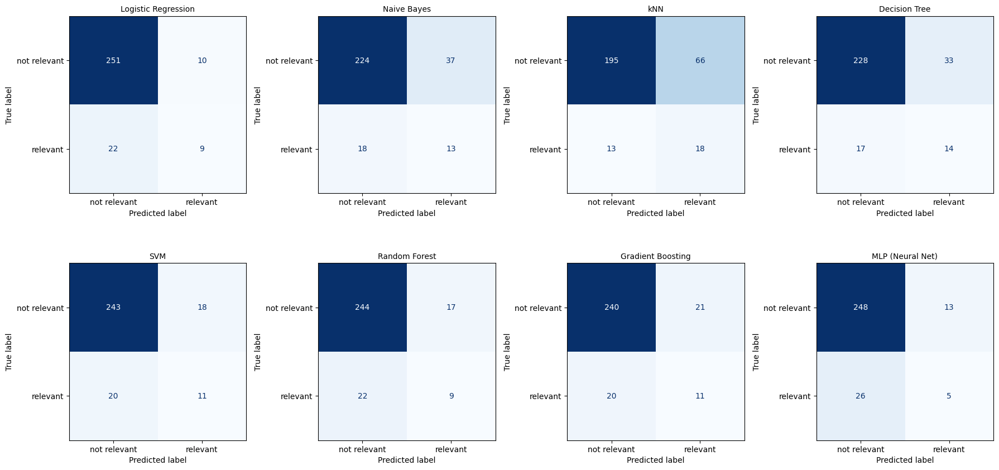 Logistic Regression
True label
not relevant
251
10
relevant
22
9
not relevant
relevant
Predicted label
Naive Bayes
True label
not relevant
224
37
relevant
18
13
not relevant
relevant
Predicted label
kNN
True label
not relevant
195
66
relevant
13
18
not relevant
relevant
Predicted label
Decision Tree
True label
not relevant
228
33
relevant
17
14
not relevant
relevant
Predicted label
SVM
True label
not relevant
243
18
relevant
20
11
not relevant
relevant
Predicted label
Random Forest
True label
not relevant
244
17
relevant
22
9
not relevant
relevant
Predicted label
Gradient Boosting
True label
not relevant
240
21
relevant
20
11
not relevant
relevant
Predicted label
MLP (Neural Net)
True label
not relevant
248
13
relevant
26
5
not relevant
relevant
Predicted label